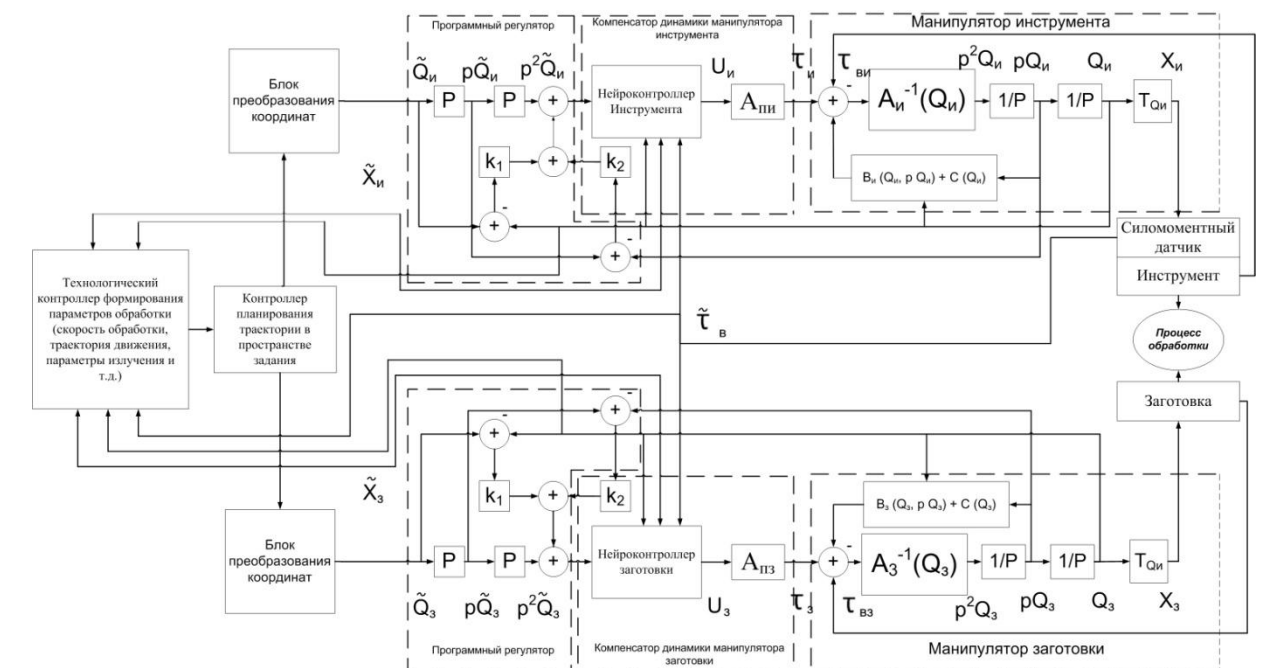 Программный регулятор
Компенсатор динамики манипулятора
инструмента
Манипулятор инструмента
Блок
преобразования
координат
Q̃и
pQ̃и
p²Q̃и
P
P
+
Нейроконтроллер
Инструмента
Uи
Aпи
τи
τви
+
-
Aи⁻¹(Qи)
p²Qи
1/P
pQи
1/P
Qи
TQи
Xи
X̃и
k₁
+
k₂
Bи (Qи, p Qи) + C (Qи)
-
+
-
+
Силомоментный
датчик
Инструмент
Технологический
контроллер формирования
параметров обработки
(скорость обработки,
траектория движения,
параметры излучения и
т.д.)
Контроллер
планирования
траектории в
пространстве
задания
τ̃ в
Процесс
обработки
Заготовка
-
+
-
+
X̃з
k₁
+
k₂
Bз (Qз, p Qз) + C (Qз)
Блок
преобразования
координат
P
P
+
Нейроконтроллер
заготовки
Aпз
+
-
Aз⁻¹(Qз)
1/P
1/P
TQи
Q̃з
pQ̃з
p²Q̃з
Uз
τз
τвз
p²Qз
pQз
Qз
Xз
Программный регулятор
Компенсатор динамики манипулятора
заготовки
Манипулятор заготовки